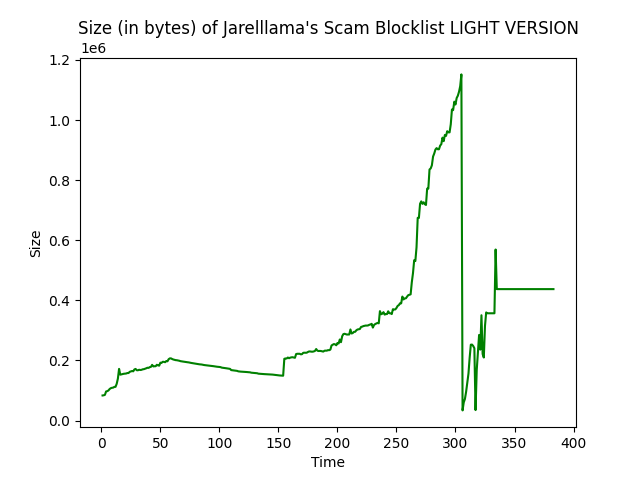 Size (in bytes) of Jarelllama's Scam Blocklist LIGHT VERSION
1e6
1.2
1.0
0.8
0.6
0.4
0.2
0.0
Size
0 50 100 150 200 250 300 350 400
Time